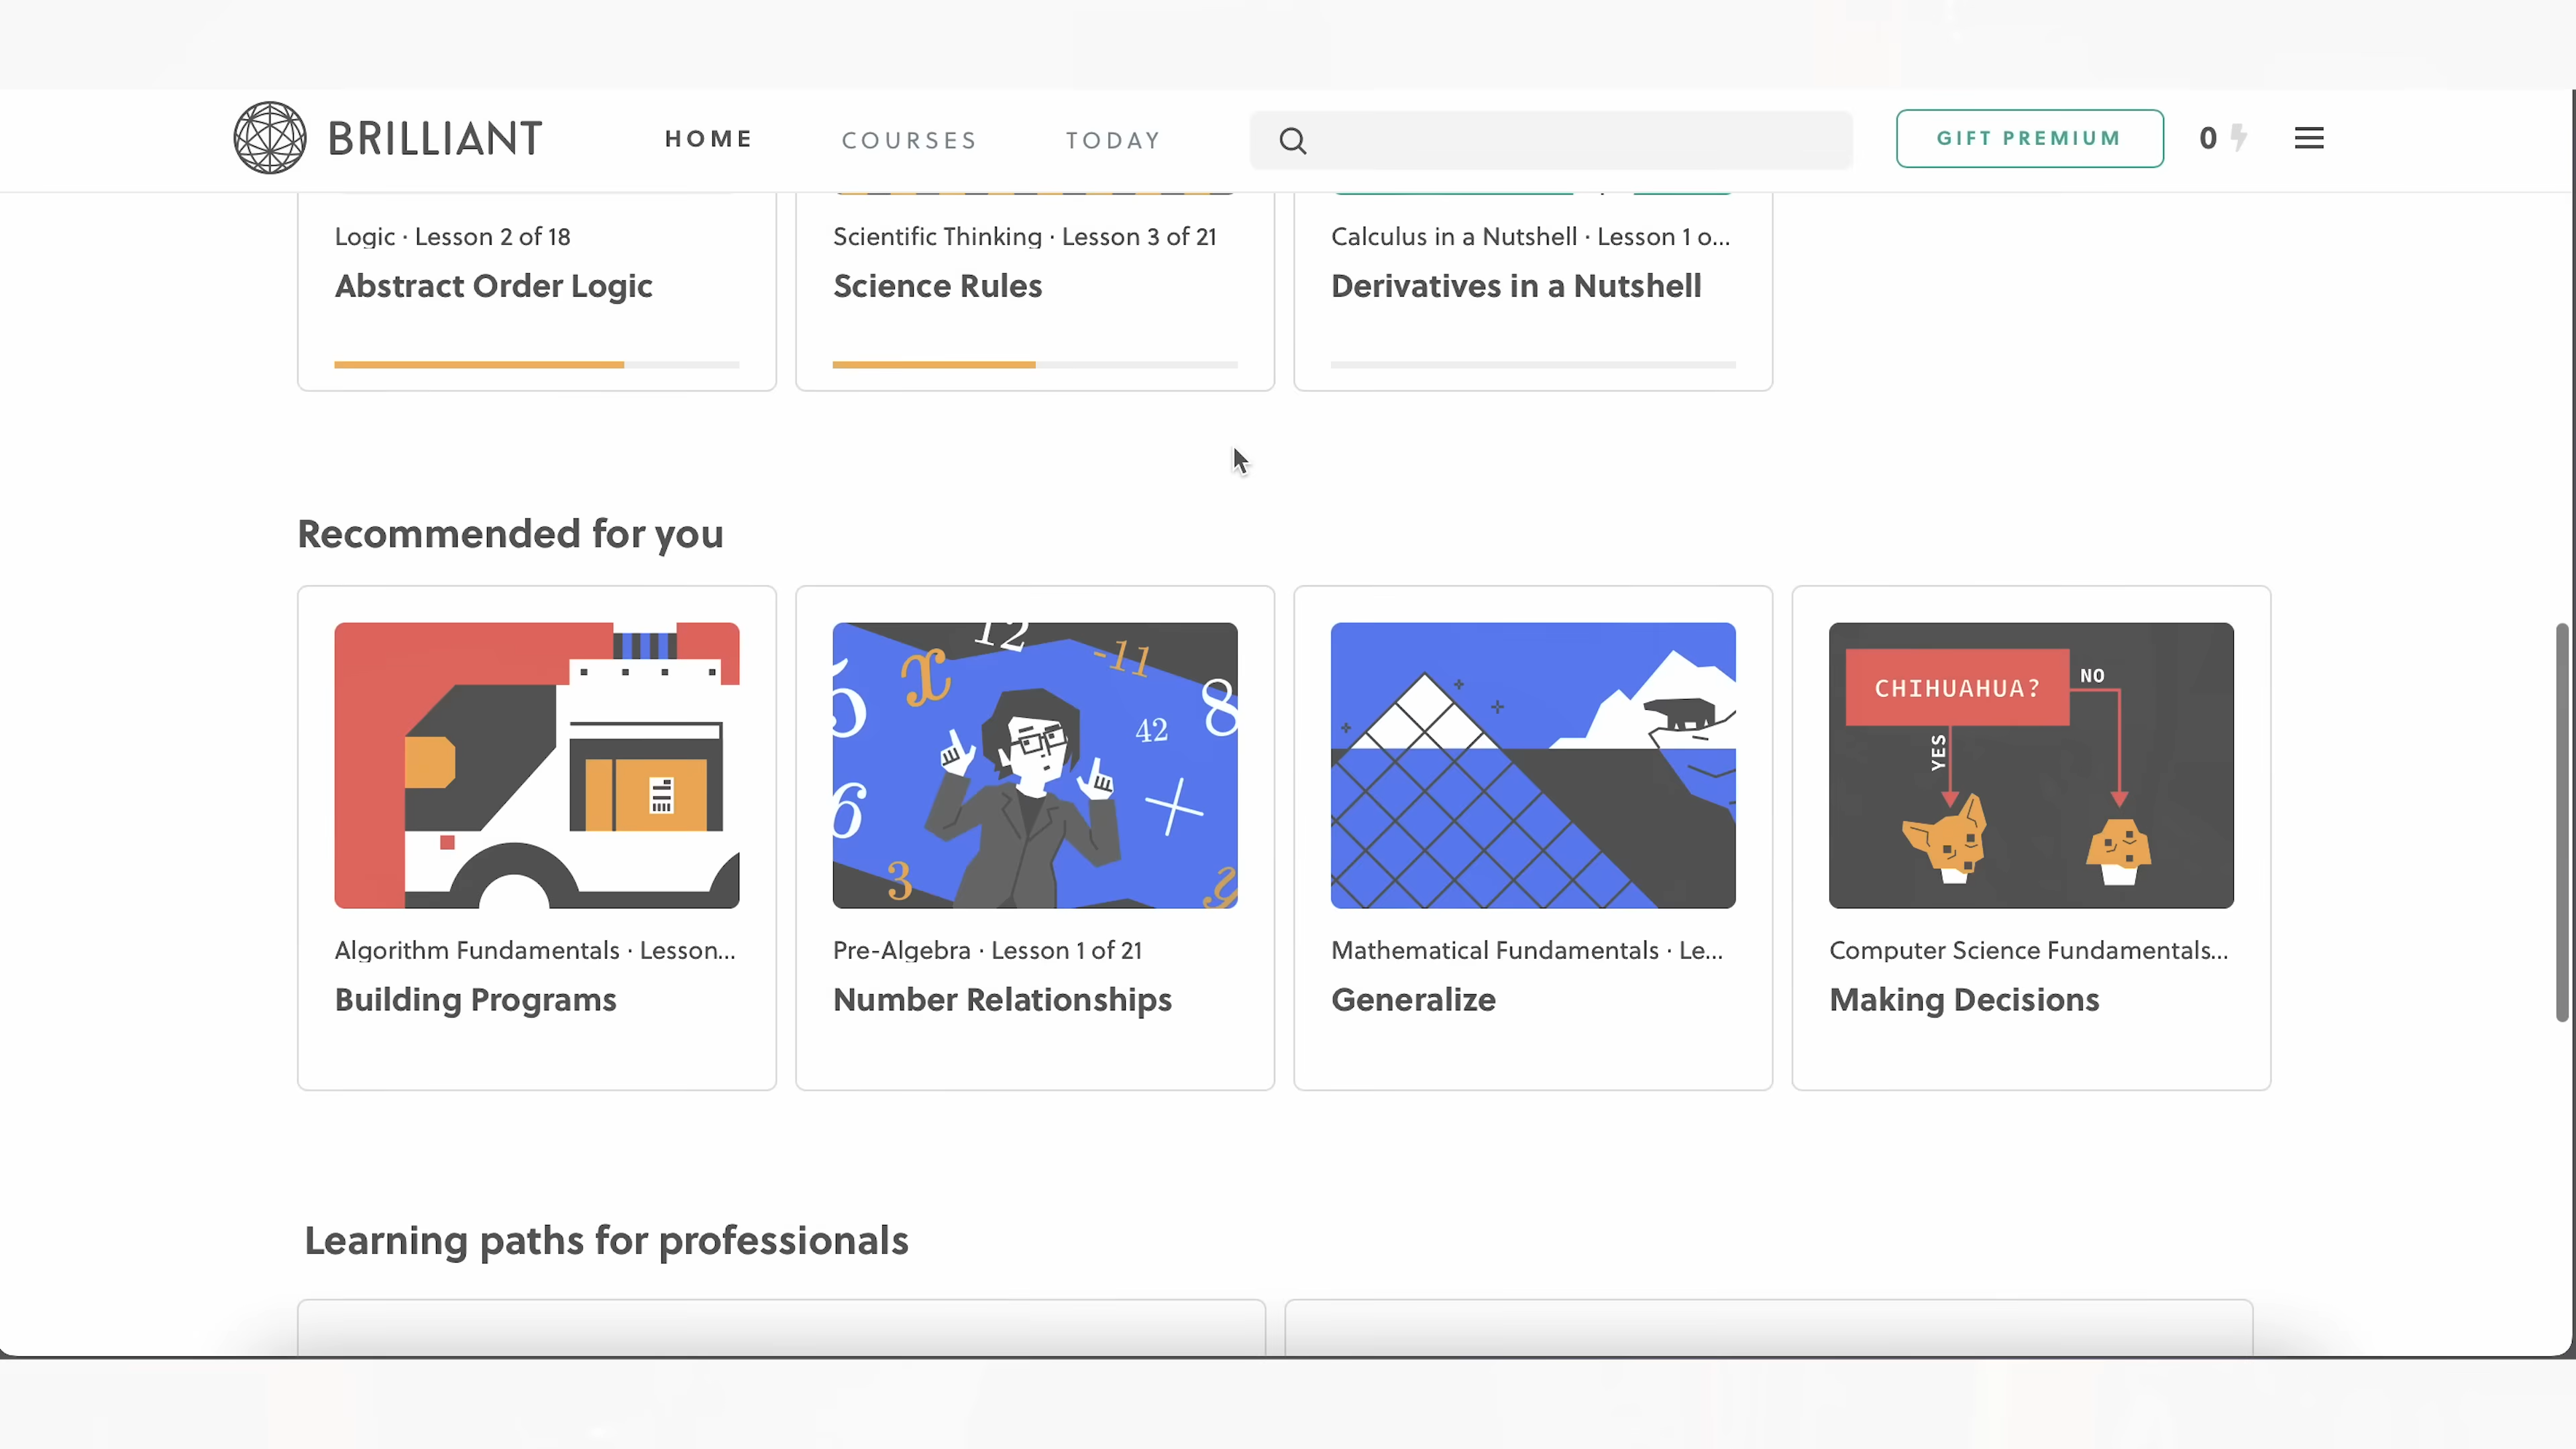 BRILLIANT
HOME
COURSES
TODAY
GIFT PREMIUM
0
Logic · Lesson 2 of 18
Abstract Order Logic
Scientific Thinking · Lesson 3 of 21
Science Rules
Calculus in a Nutshell · Lesson 1 o...
Derivatives in a Nutshell
Recommended for you
12
x
-11
5
8
42
6
3
y
CHIHUAHUA?
NO
YES
Algorithm Fundamentals · Lesson...
Building Programs
Pre-Algebra · Lesson 1 of 21
Number Relationships
Mathematical Fundamentals · Le...
Generalize
Computer Science Fundamentals...
Making Decisions
Learning paths for professionals